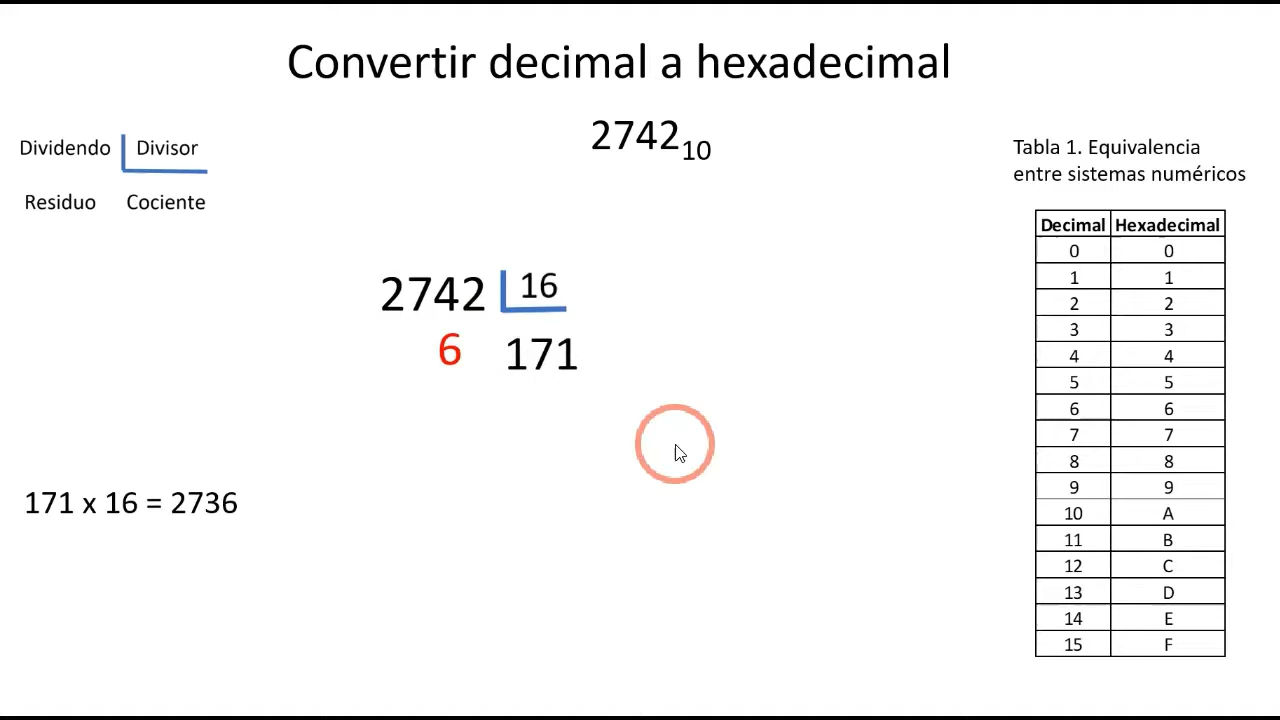 Convertir decimal a hexadecimal
274210
Dividendo Divisor
Residuo Cociente
2742 16
6 171
171 x 16 = 2736
Tabla 1. Equivalencia
entre sistemas numéricos
Decimal Hexadecimal
0 0
1 1
2 2
3 3
4 4
5 5
6 6
7 7
8 8
9 9
10 A
11 B
12 C
13 D
14 E
15 F